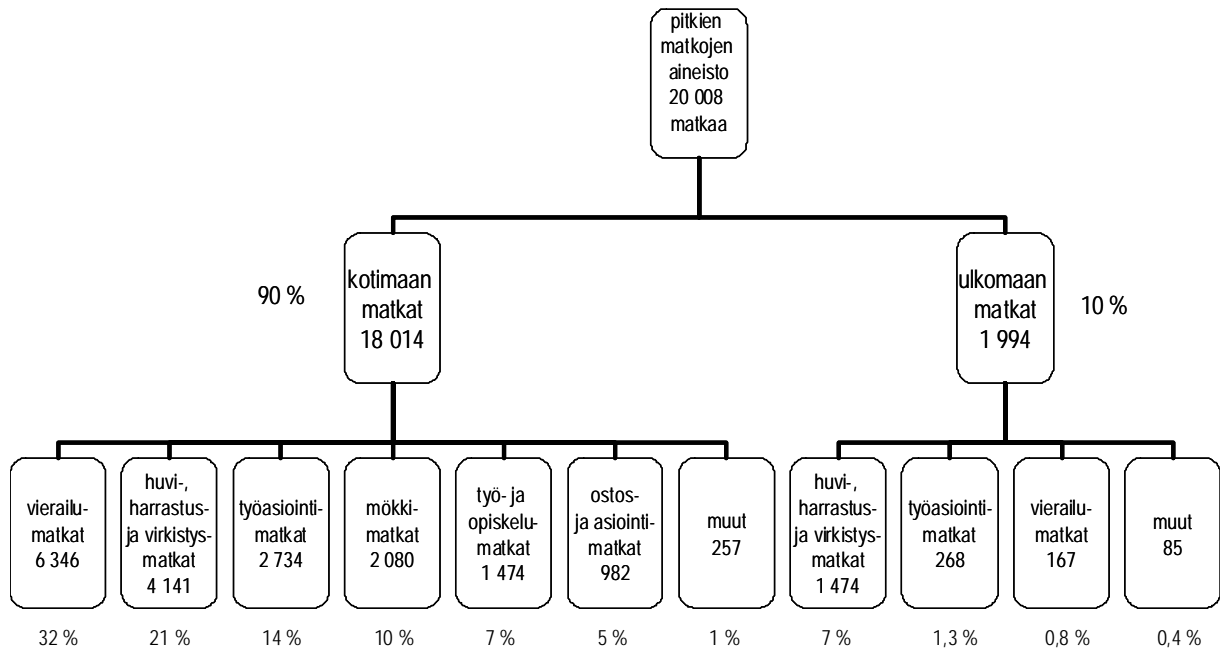 pitkien
matkojen
aineisto
20 008
matkaa
90 %
kotimaan
matkat
18 014
ulkomaan
matkat
1 994
10 %
vierailu-
matkat
6 346
huvi-,
harrastus-
ja virkistys-
matkat
4 141
työasiointi-
matkat
2 734
mökki-
matkat
2 080
työ- ja
opiskelu-
matkat
1 474
ostos-
ja asiointi-
matkat
982
muut
257
huvi-,
harrastus-
ja virkistys-
matkat
1 474
työasiointi-
matkat
268
vierailu-
matkat
167
muut
85
32 %
21 %
14 %
10 %
7 %
5 %
1 %
7 %
1,3 %
0,8 %
0,4 %